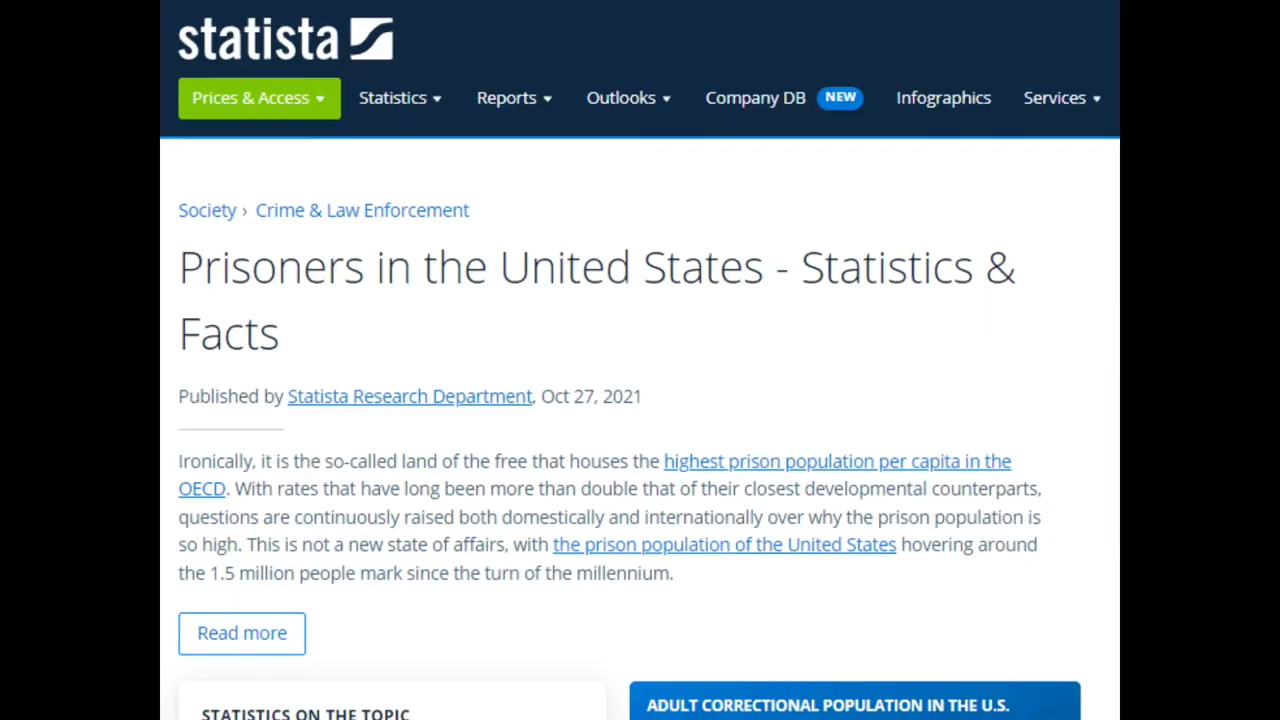 statista
Prices & Access
Statistics
Reports
Outlooks
Company DB NEW
Infographics
Services
Society › Crime & Law Enforcement
Prisoners in the United States - Statistics &
Facts
Published by Statista Research Department, Oct 27, 2021
Ironically, it is the so-called land of the free that houses the highest prison population per capita in the
OECD. With rates that have long been more than double that of their closest developmental counterparts,
questions are continuously raised both domestically and internationally over why the prison population is
so high. This is not a new state of affairs, with the prison population of the United States hovering around
the 1.5 million people mark since the turn of the millennium.
Read more
STATISTICS ON THE TOPIC
ADULT CORRECTIONAL POPULATION IN THE U.S.